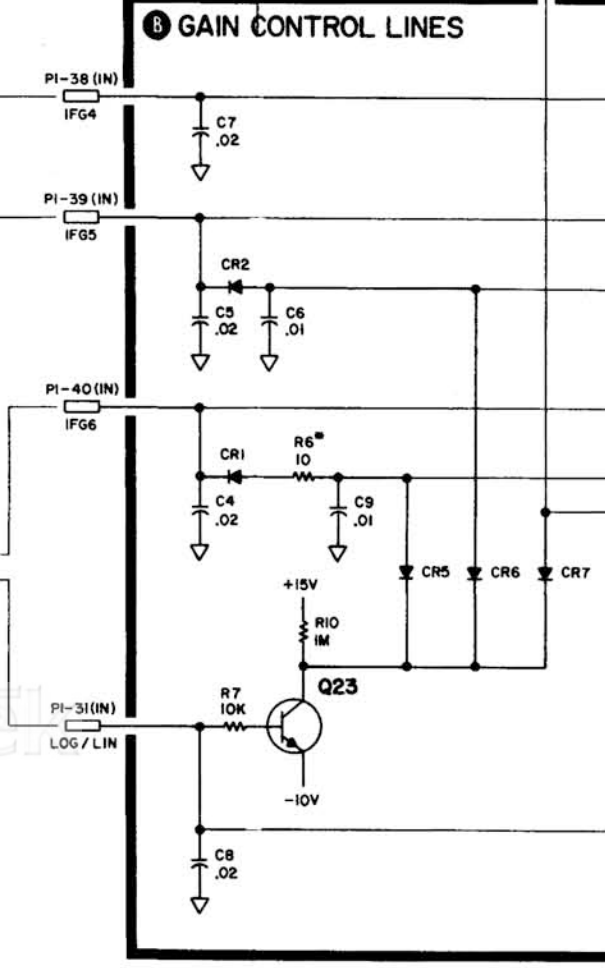 B GAIN CONTROL LINES
P1-38 (IN)
IFG4
C7
.02
P1-39 (IN)
IFG5
CR2
C5
.02
C6
.01
P1-40 (IN)
IFG6
R6*
10
CR1
C4
.02
C9
.01
CR5
CR6
CR7
+15V
R10
1M
Q23
R7
10K
P1-31(IN)
LOG / LIN
-10V
C8
.02